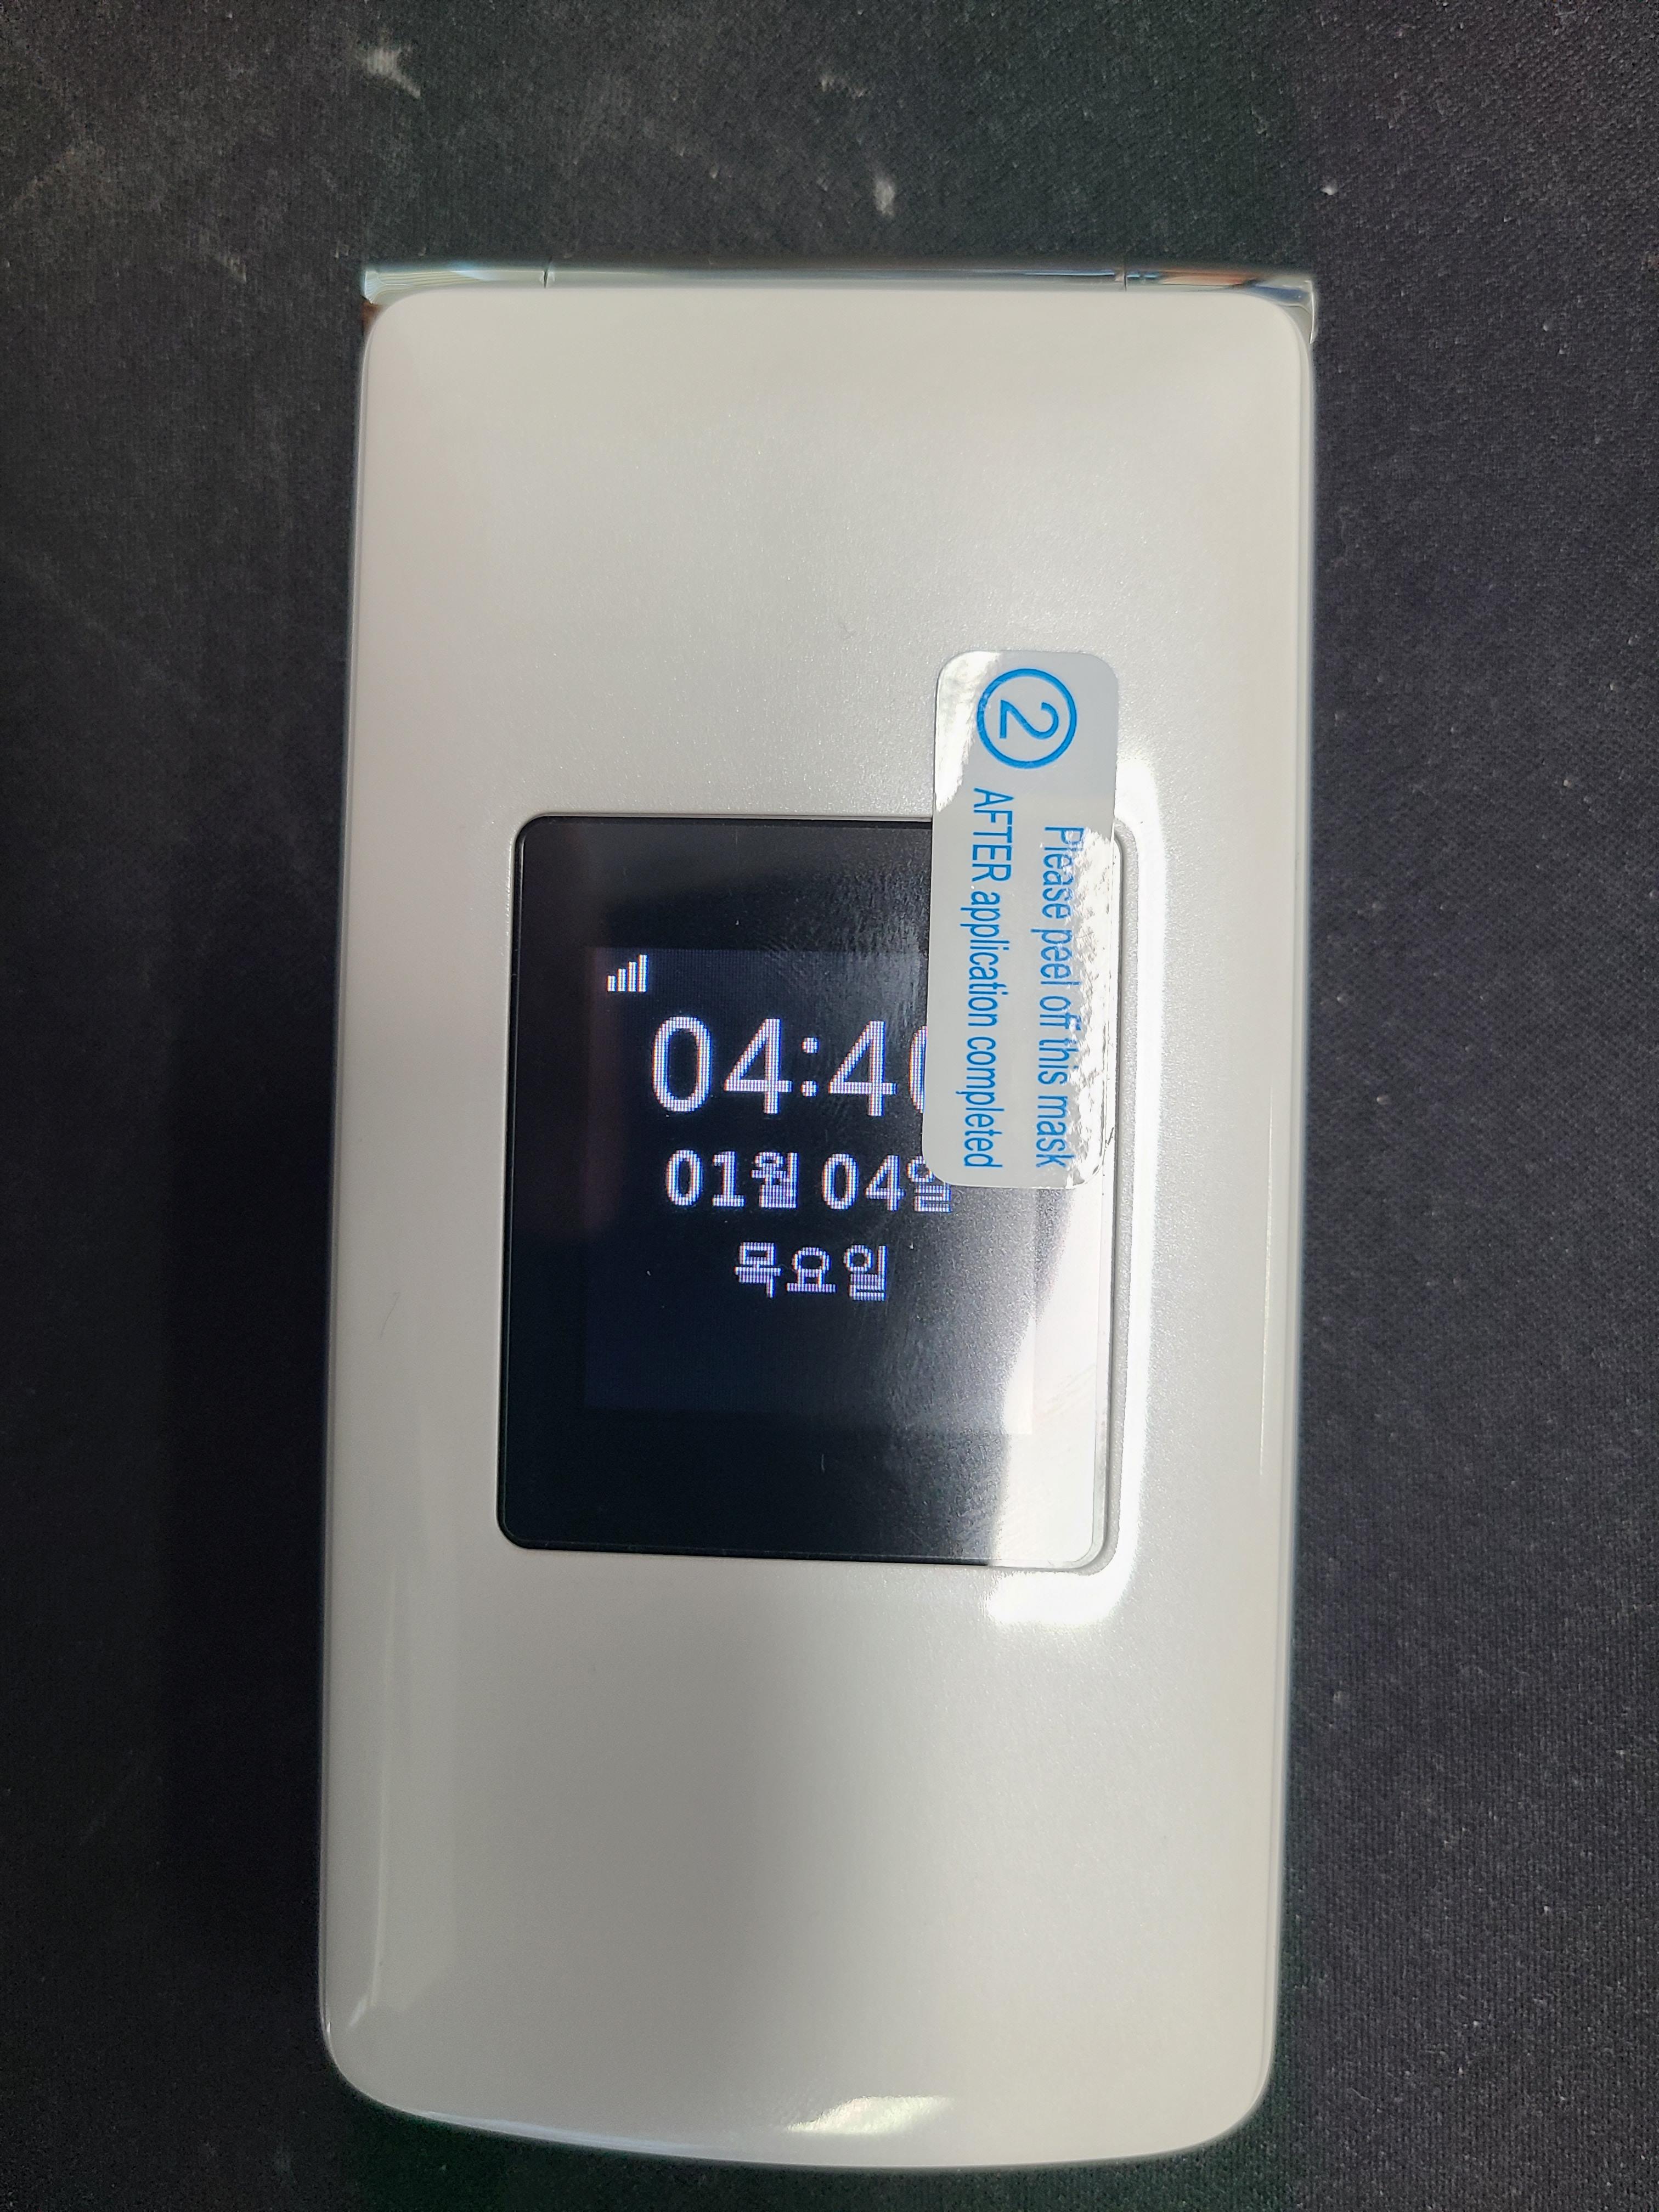 ②
Please peel off this mask
AFTER application completed
04:4
01월 04일
목요일